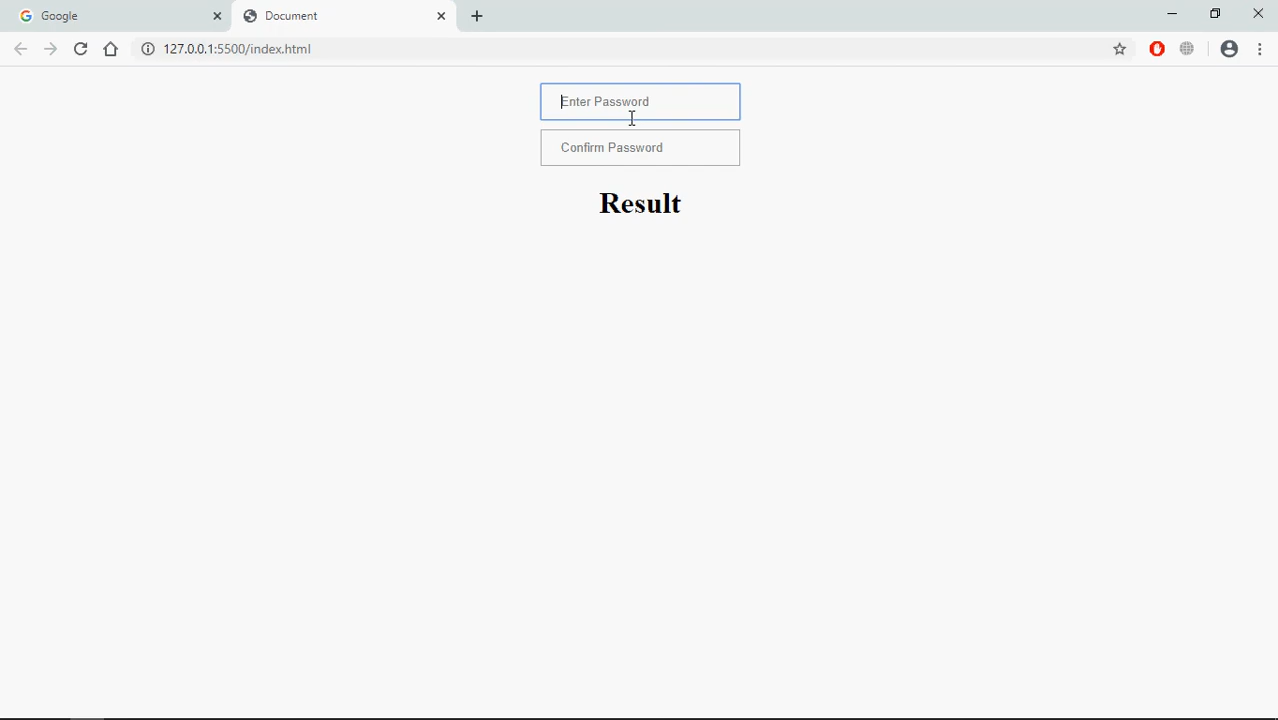 Google
Document
127.0.0.1:5500/index.html
Enter Password
Confirm Password
Result